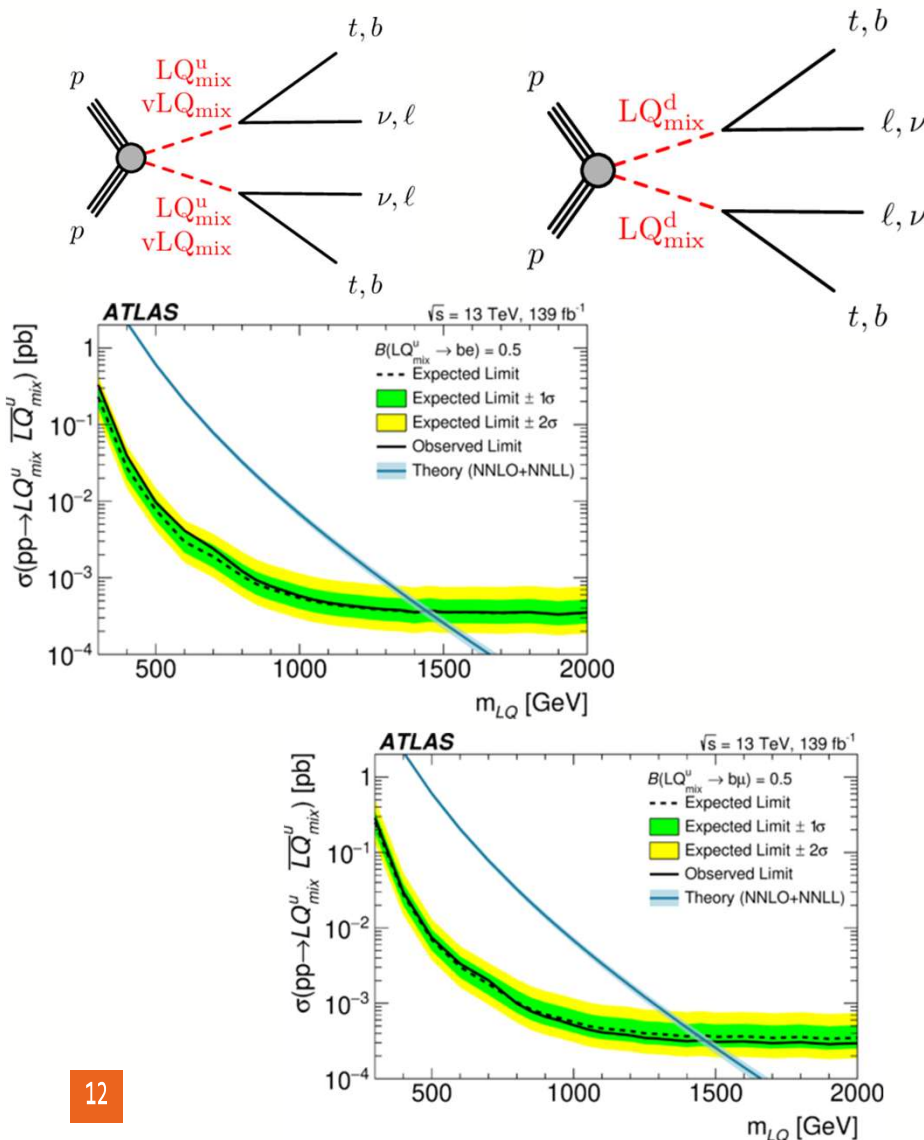 t, b
p
LQ^u_mix
vLQ_mix
ν, ℓ
ν, ℓ
LQ^u_mix
vLQ_mix
p
t, b
t, b
p
LQ^d_mix
ℓ, ν
ℓ, ν
LQ^d_mix
p
t, b
ATLAS
√s = 13 TeV, 139 fb⁻¹
σ(pp→LQ^u_mix L̅Q̅^u_mix) [pb]
B(LQ^u_mix → be) = 0.5
Expected Limit
Expected Limit ± 1σ
Expected Limit ± 2σ
Observed Limit
Theory (NNLO+NNLL)
1
10⁻¹
10⁻²
10⁻³
10⁻⁴
500 1000 1500 2000
m_LQ [GeV]
ATLAS
√s = 13 TeV, 139 fb⁻¹
σ(pp→LQ^u_mix L̅Q̅^u_mix) [pb]
B(LQ^u_mix → bμ) = 0.5
Expected Limit
Expected Limit ± 1σ
Expected Limit ± 2σ
Observed Limit
Theory (NNLO+NNLL)
1
10⁻¹
10⁻²
10⁻³
10⁻⁴
500 1000 1500 2000
m_LQ [GeV]
12